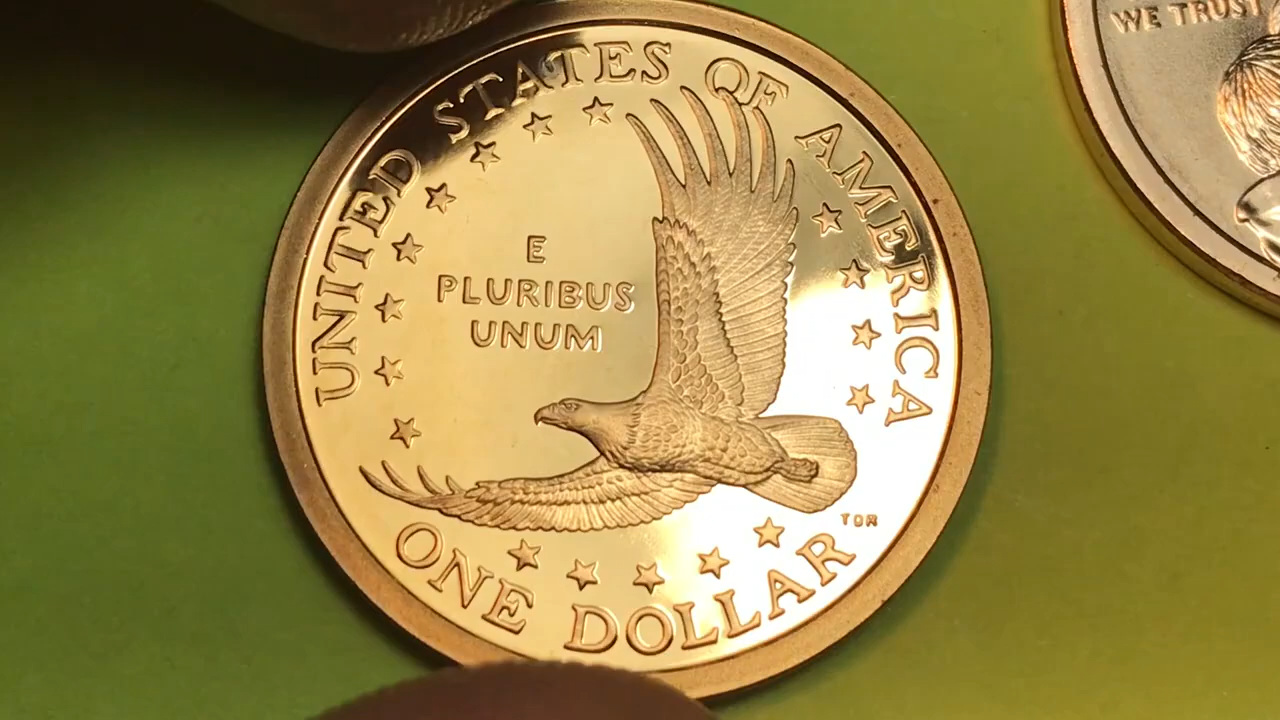 UNITED STATES OF AMERICA
E
PLURIBUS
UNUM
TDR
ONE DOLLAR
WE TRUST